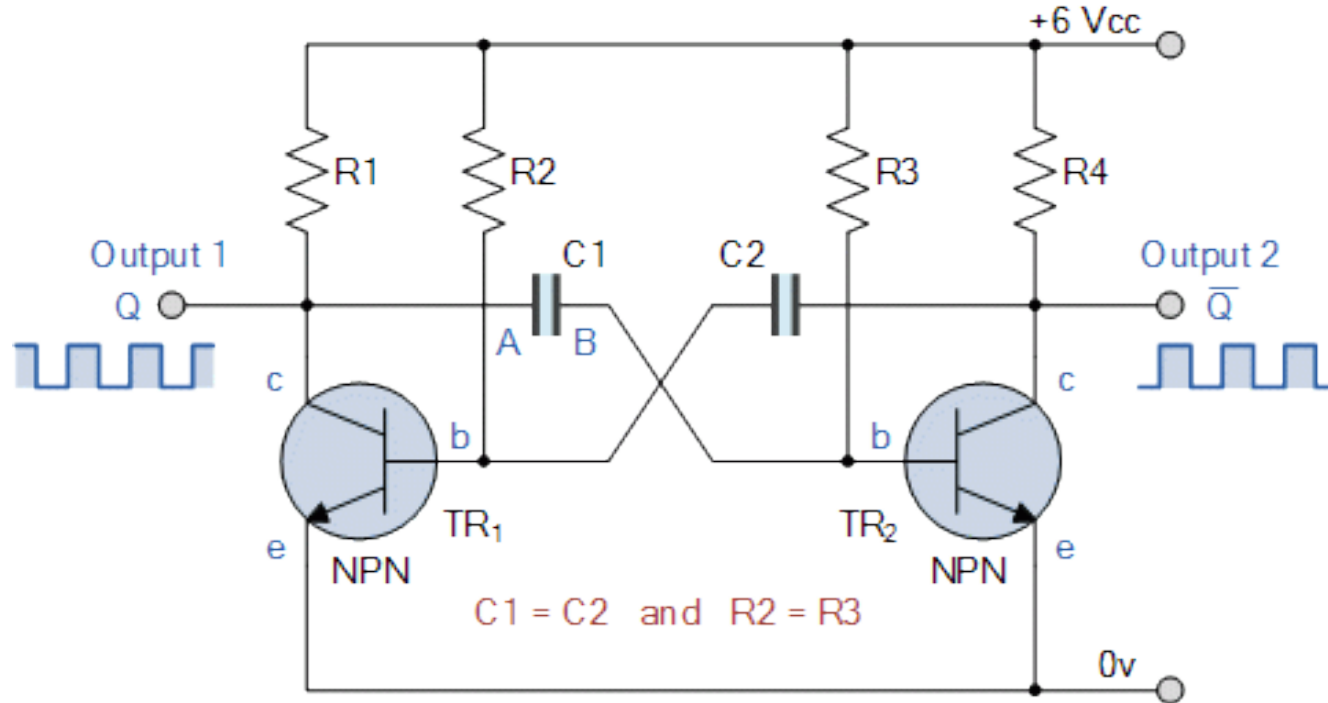 +6 Vcc
R1
R2
R3
R4
Output 1
C1
C2
Output 2
Q
Q̅
A B
c
c
b
b
TR₁
TR₂
e
e
NPN
NPN
C1 = C2 and R2 = R3
0v